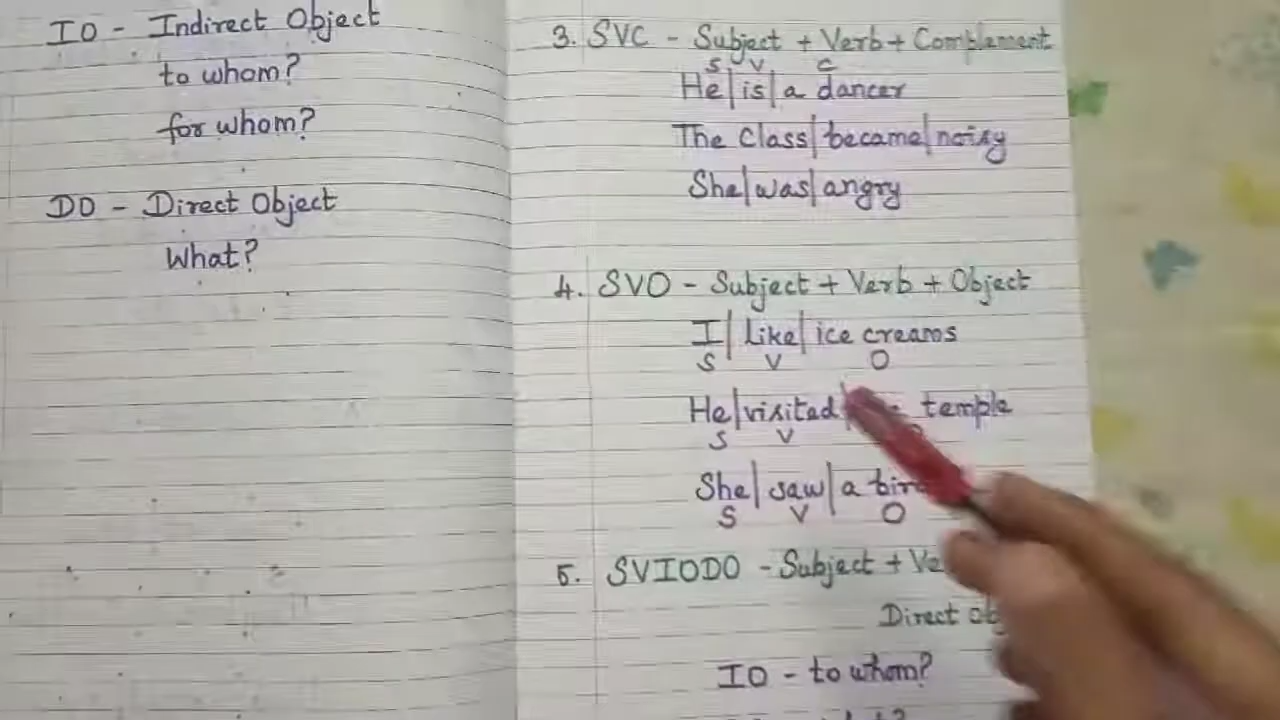 IO - Indirect Object
to whom?
for whom?
DO - Direct Object
What?
3. SVC - Subject + Verb + Complement
S V C
He | is | a dancer
The Class | became | noisy
She | was | angry
4. SVO - Subject + Verb + Object
I | like | ice creams
S V O
He | visited | temple
S V
She | saw | a
S V O
5. SVIODO - Subject +
Direct
IO - to whom?